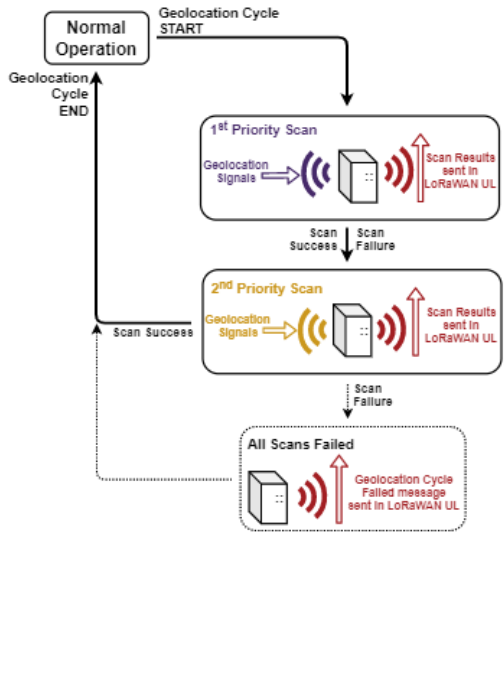 Normal
Operation
Geolocation Cycle
START
Geolocation
Cycle
END
1st Priority Scan
Geolocation
Signals
Scan Results
sent in
LoRaWAN UL
Scan
Success
Scan
Failure
2nd Priority Scan
Geolocation
Signals
Scan Results
sent in
LoRaWAN UL
Scan Success
Scan
Failure
All Scans Failed
Geolocation Cycle
Failed message
sent in LoRaWAN UL